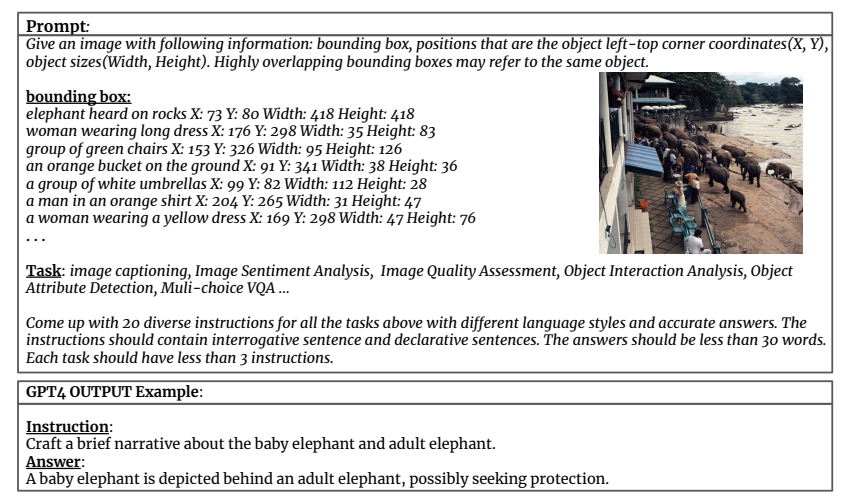 Prompt:
Give an image with following information: bounding box, positions that are the object left-top corner coordinates(X, Y),
object sizes(Width, Height). Highly overlapping bounding boxes may refer to the same object.
bounding box:
elephant heard on rocks X: 73 Y: 80 Width: 418 Height: 418
woman wearing long dress X: 176 Y: 298 Width: 35 Height: 83
group of green chairs X: 153 Y: 326 Width: 95 Height: 126
an orange bucket on the ground X: 91 Y: 341 Width: 38 Height: 36
a group of white umbrellas X: 99 Y: 82 Width: 112 Height: 28
a man in an orange shirt X: 204 Y: 265 Width: 31 Height: 47
a woman wearing a yellow dress X: 169 Y: 298 Width: 47 Height: 76
. . .
Task: image captioning, Image Sentiment Analysis, Image Quality Assessment, Object Interaction Analysis, Object
Attribute Detection, Muli-choice VQA ...
Come up with 20 diverse instructions for all the tasks above with different language styles and accurate answers. The
instructions should contain interrogative sentence and declarative sentences. The answers should be less than 30 words.
Each task should have less than 3 instructions.
GPT4 OUTPUT Example:
Instruction:
Craft a brief narrative about the baby elephant and adult elephant.
Answer:
A baby elephant is depicted behind an adult elephant, possibly seeking protection.